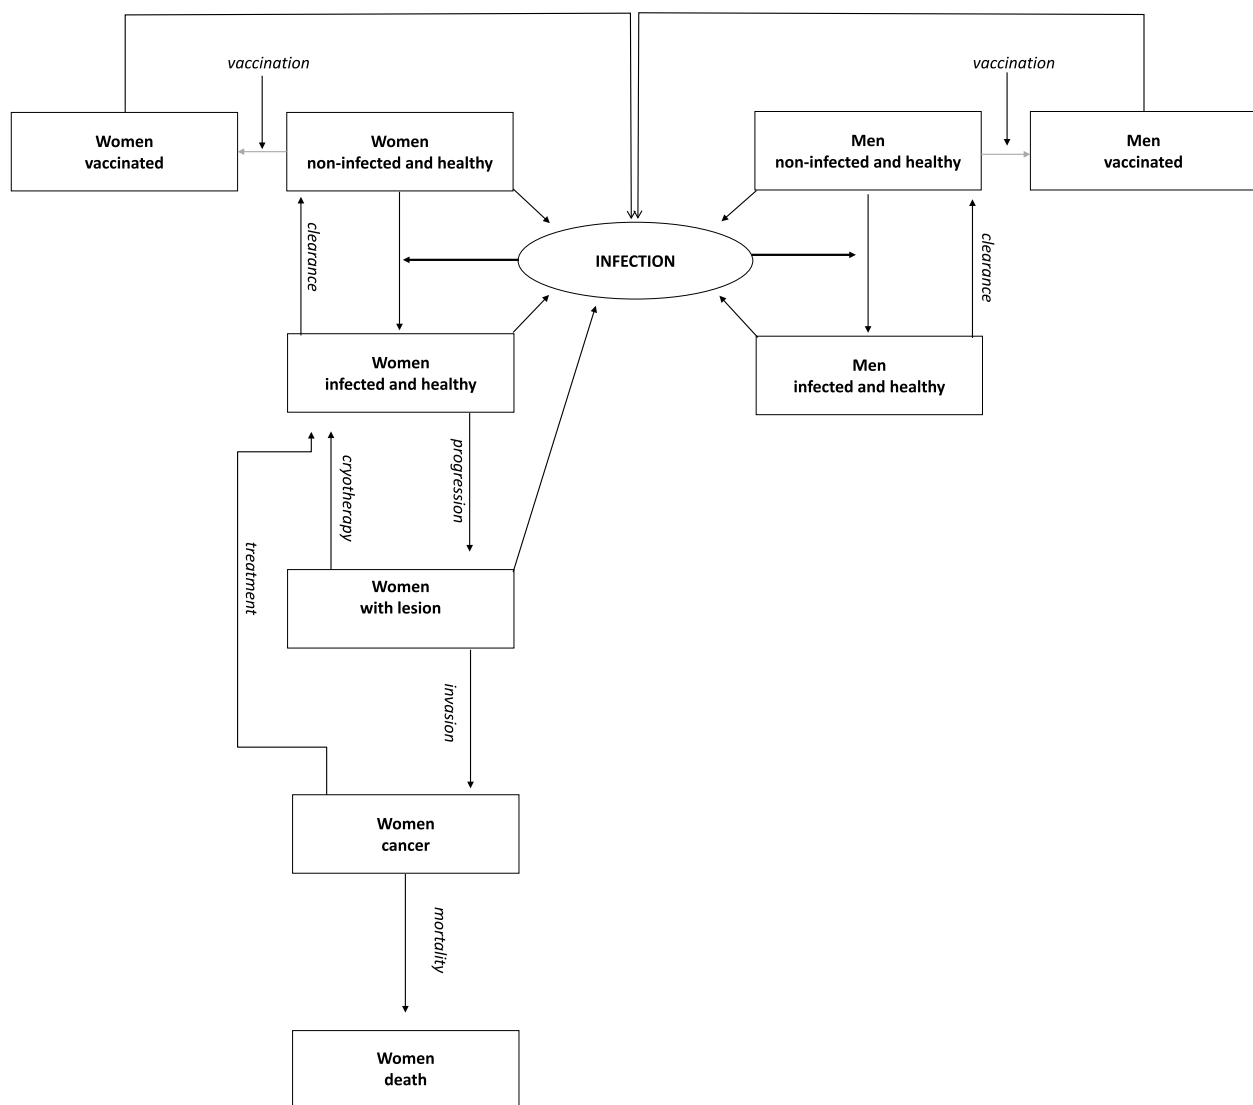 vaccination
vaccination
Women
vaccinated
Women
non-infected and healthy
Men
non-infected and healthy
Men
vaccinated
clearance
INFECTION
clearance
Women
infected and healthy
Men
infected and healthy
cryotherapy
progression
treatment
Women
with lesion
invasion
Women
cancer
mortality
Women
death